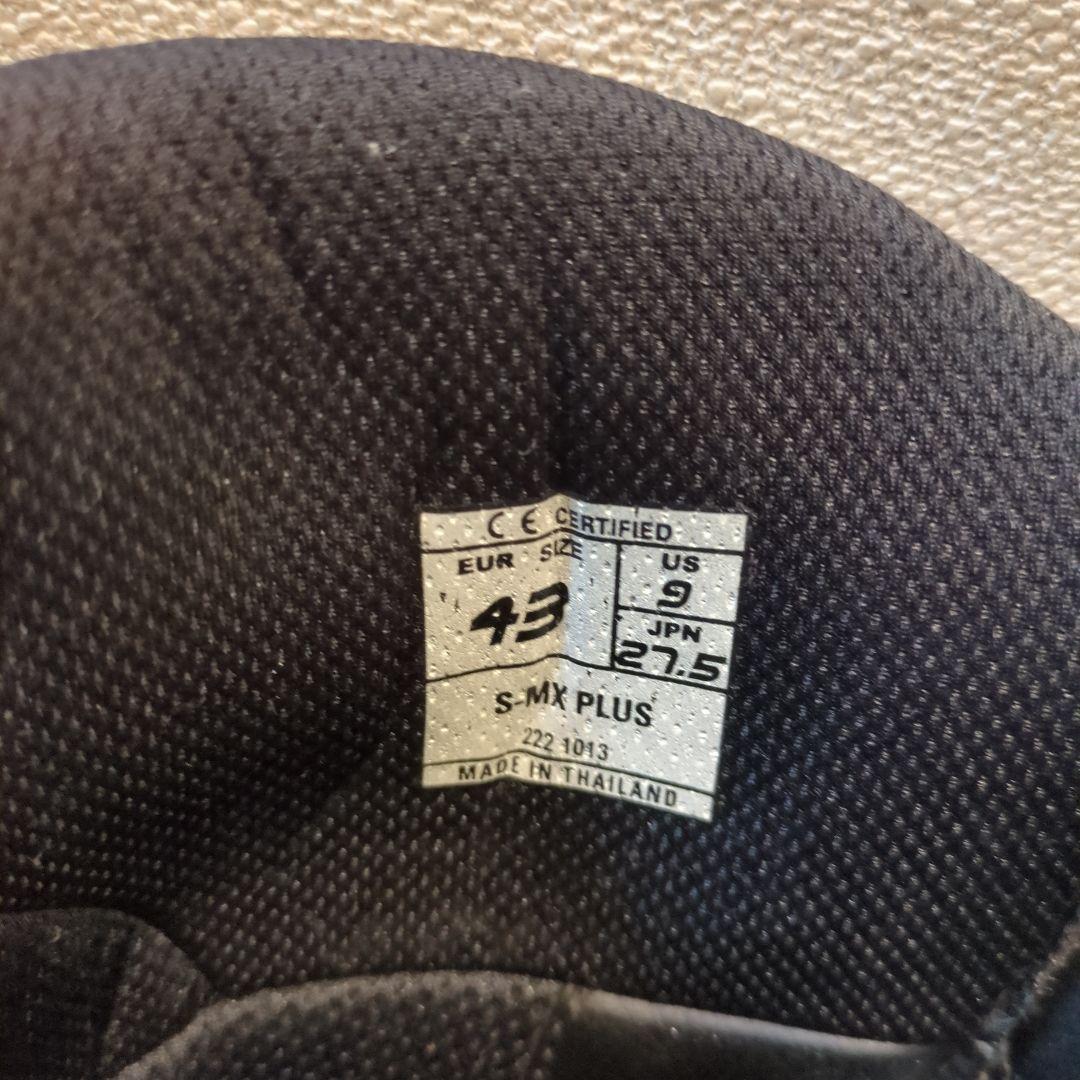 CE CERTIFIED
EUR SIZE
43
US
9
JPN
27.5
S-MX PLUS
222 1013
MADE IN THAILAND